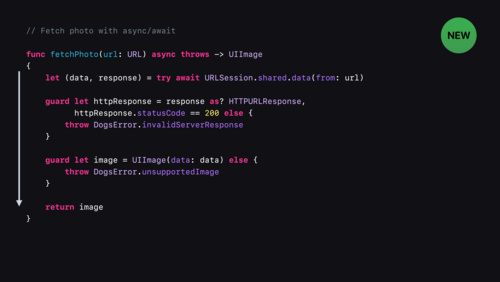 // Fetch photo with async/await
NEW
func fetchPhoto(url: URL) async throws -> UIImage
{
    let (data, response) = try await URLSession.shared.data(from: url)
    guard let httpResponse = response as? HTTPURLResponse,
          httpResponse.statusCode == 200 else {
        throw DogsError.invalidServerResponse
    }
    guard let image = UIImage(data: data) else {
        throw DogsError.unsupportedImage
    }
    return image
}